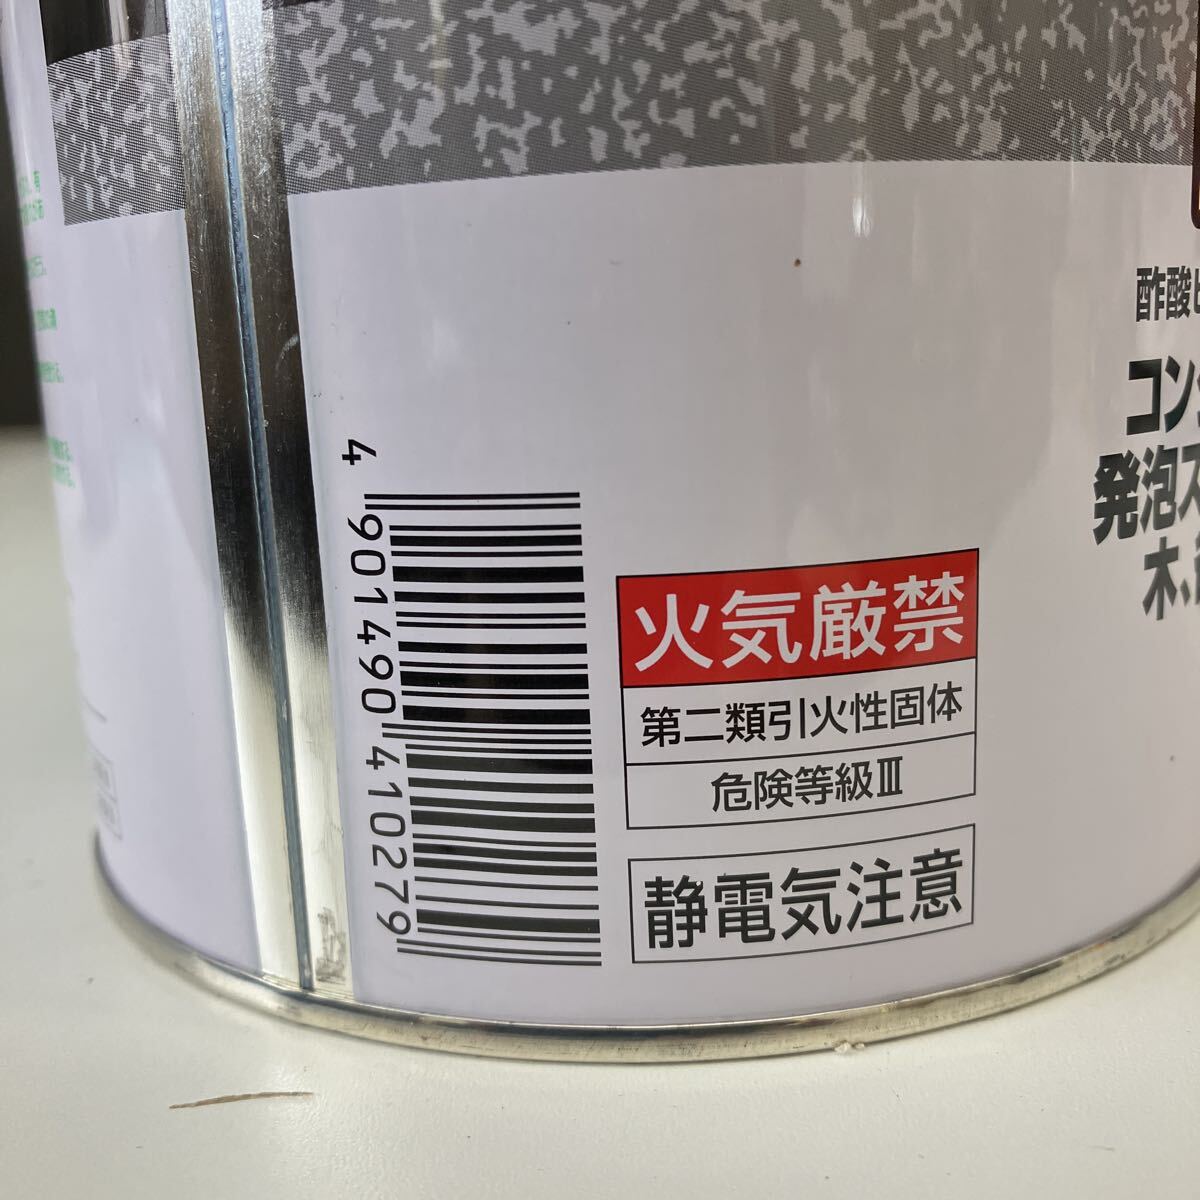 酢酸ビ
コンク
発泡ス
木、
4 901490 410279
火気厳禁
第二類引火性固体
危険等級Ⅲ
静電気注意